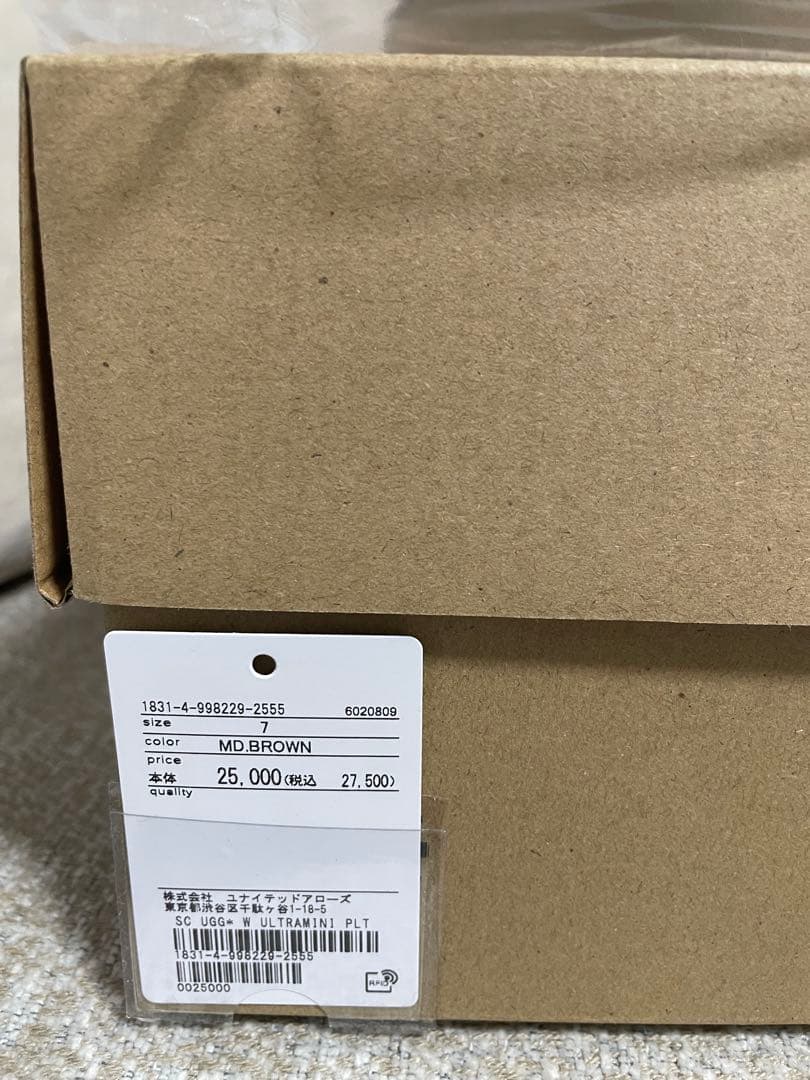 1831-4-998229-2555 6020809
size 7
color MD.BROWN
price
本体 25,000(税込 27,500)
quality
株式会社 ユナイテッドアローズ
東京都渋谷区千駄ヶ谷1-18-5
SC UGG* W ULTRAMINI PLT
1831-4-998229-2555
0025000
RFID